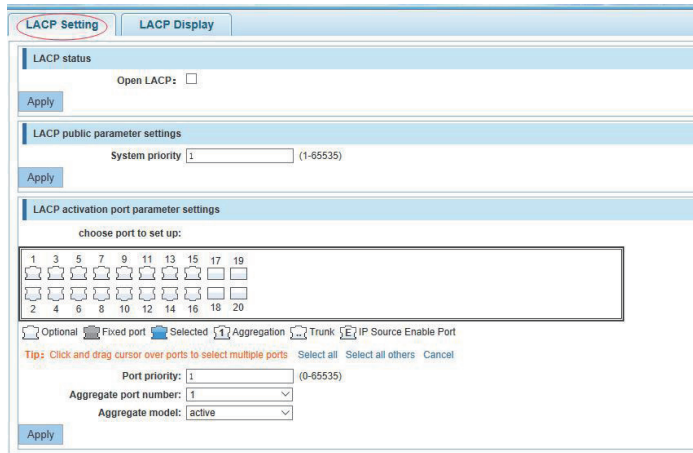 LACP Setting LACP Display
LACP status
Open LACP:
Apply
LACP public parameter settings
System priority 1 (1-65535)
Apply
LACP activation port parameter settings
choose port to set up:
1 3 5 7 9 11 13 15 17 19
2 4 6 8 10 12 14 16 18 20
Optional Fixed port Selected 1 Aggregation ... Trunk E IP Source Enable Port
Tip: Click and drag cursor over ports to select multiple ports Select all Select all others Cancel
Port priority: 1 (0-65535)
Aggregate port number: 1
Aggregate model: active
Apply